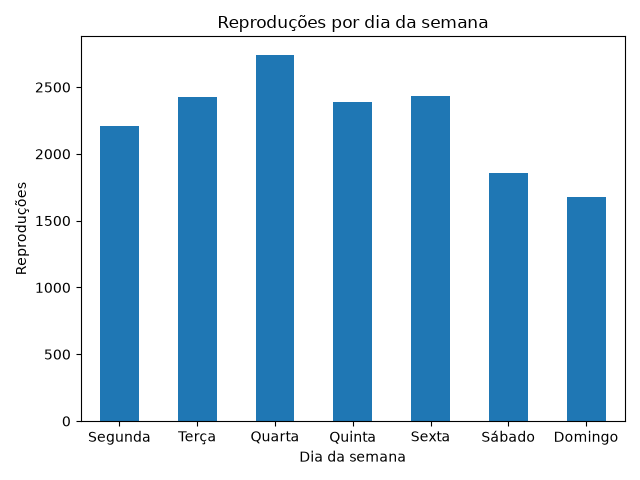 Reproduções por dia da semana
Reproduções
2500
2000
1500
1000
500
0
Segunda Terça Quarta Quinta Sexta Sábado Domingo
Dia da semana